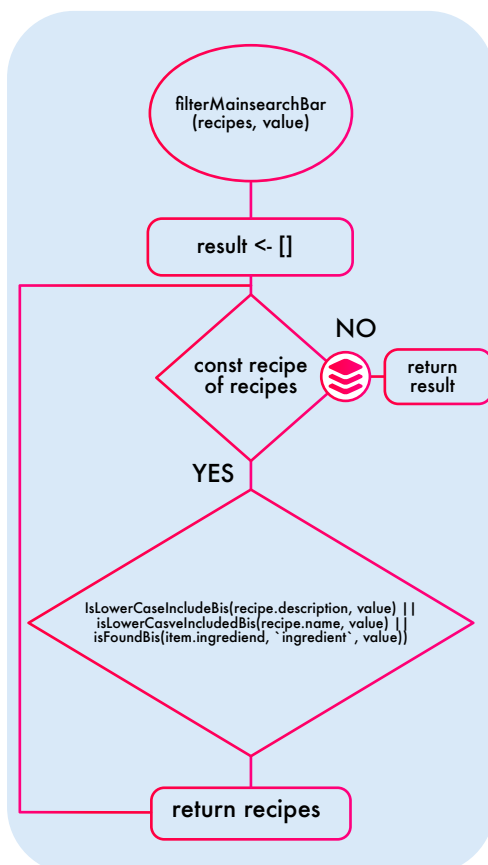 filterMainsearchBar
(recipes, value)
result <- []
NO
const recipe
of recipes
return
result
YES
IsLowerCaseIncludeBis(recipe.description, value) ||
isLowerCasveIncludedBis(recipe.name, value) ||
isFoundBis(item.ingrediend, `ingredient`, value))
return recipes